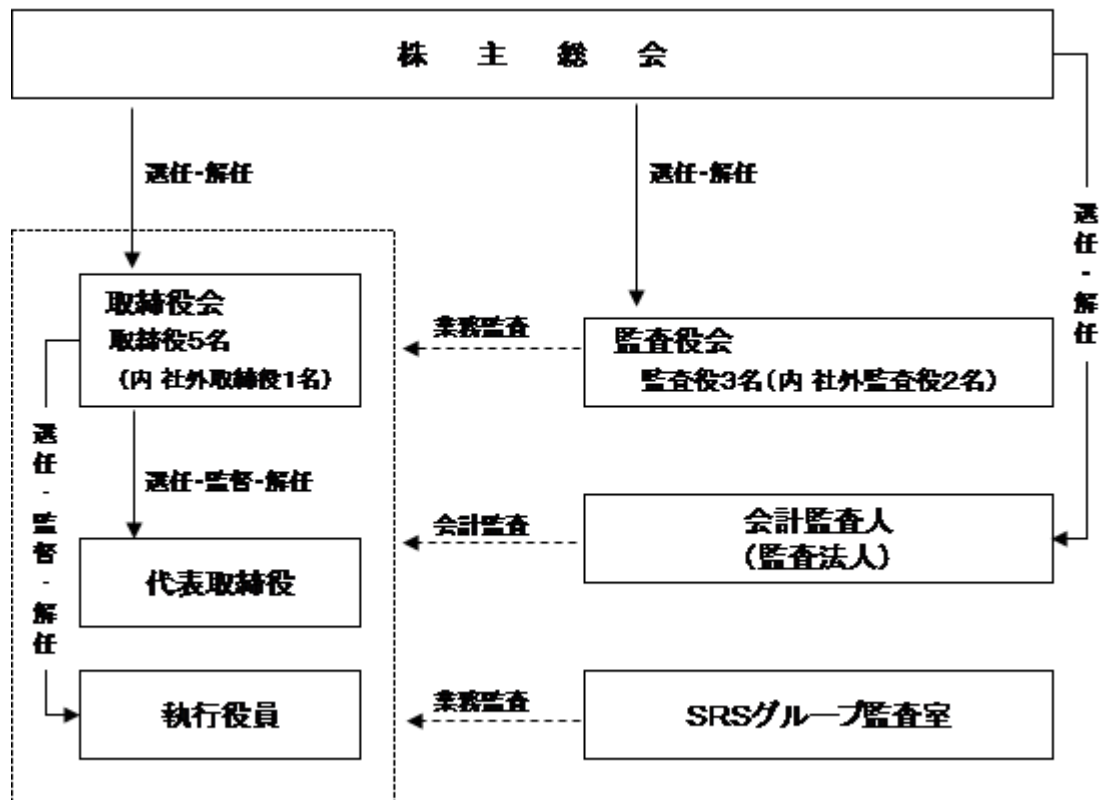 株主総会
選任-解任
選任-解任
選任-解任
取締役会
取締役5名
(内 社外取締役1名)
業務監査
監査役会
監査役3名(内 社外監査役2名)
選任・監督・解任
選任-監督-解任
会計監査
会計監査人
(監査法人)
代表取締役
執行役員
業務監査
SRSグループ監査室